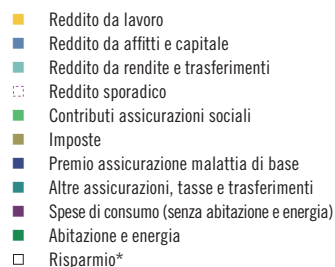 Reddito da lavoro
Reddito da affitti e capitale
Reddito da rendite e trasferimenti
Reddito sporadico
Contributi assicurazioni sociali
Imposte
Premio assicurazione malattia di base
Altre assicurazioni, tasse e trasferimenti
Spese di consumo (senza abitazione e energia)
Abitazione e energia
Risparmio*